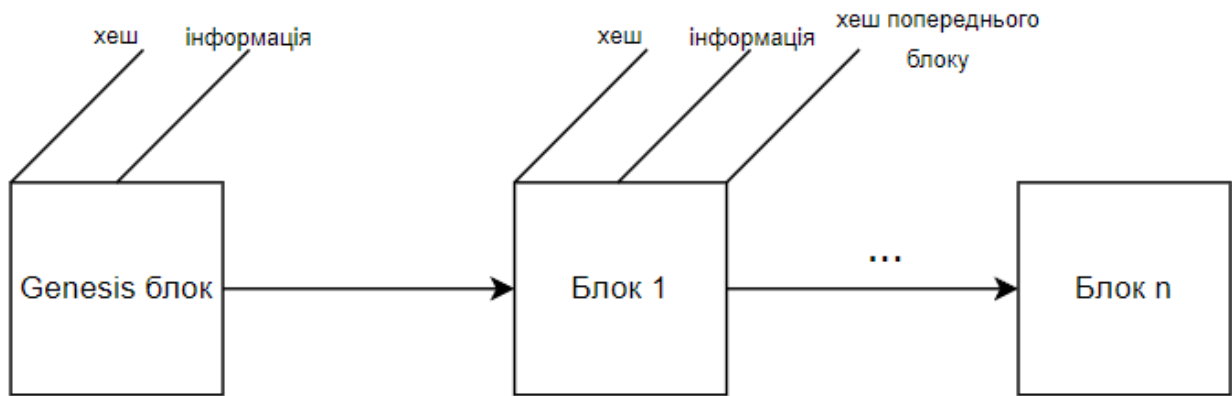 хеш
інформація
хеш
інформація
хеш попереднього
блоку
Genesis блок
Блок 1
...
Блок n